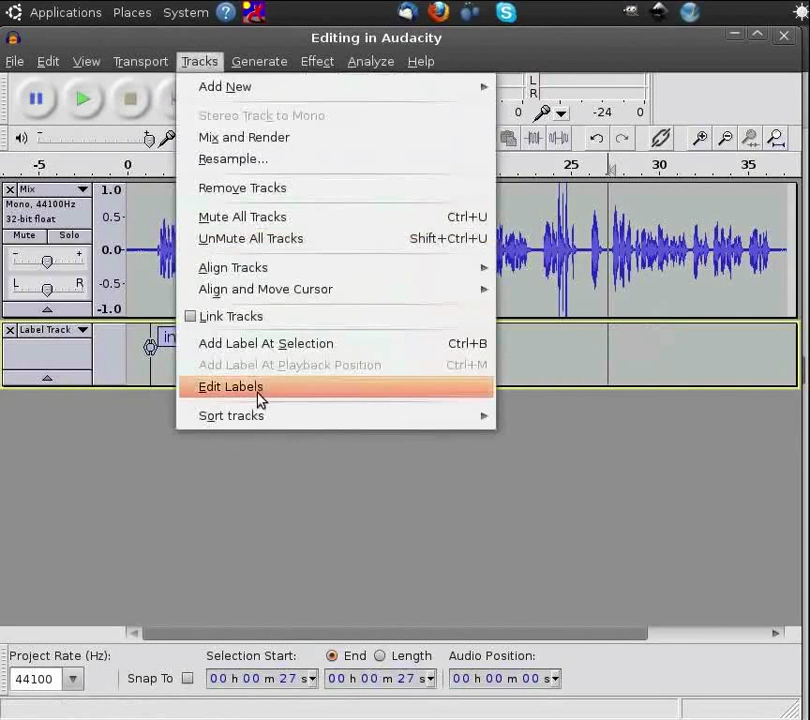 Applications Places System
Editing in Audacity
File Edit View Transport Tracks Generate Effect Analyze Help
Add New
Stereo Track to Mono
Mix and Render
Resample...
Remove Tracks
Mute All Tracks Ctrl+U
UnMute All Tracks Shift+Ctrl+U
Align Tracks
Align and Move Cursor
Link Tracks
Add Label At Selection Ctrl+B
Add Label At Playback Position Ctrl+M
Edit Labels
Sort tracks
L
R
0 -24 0
-5 0 25 30 35
Mix
Mono, 44100Hz
32-bit float
Mute Solo
- +
L R
1.0
0.5
0.0
-0.5
-1.0
Label Track
Project Rate (Hz): Selection Start: End Length Audio Position:
44100 Snap To 00 h 00 m 27 s 00 h 00 m 27 s 00 h 00 m 00 s